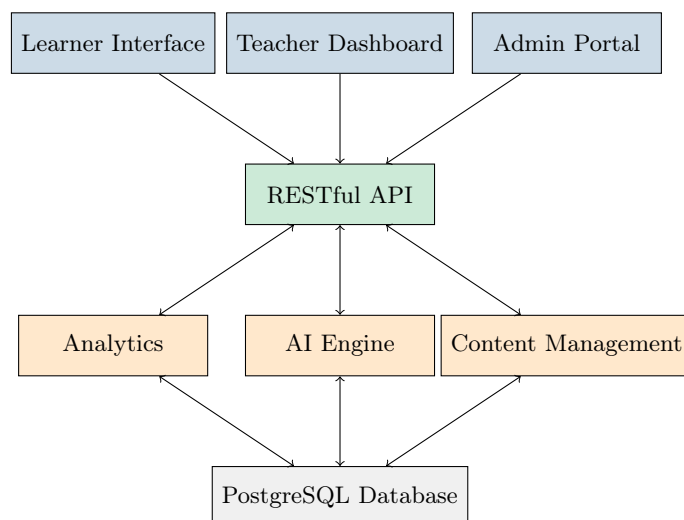 Learner Interface
Teacher Dashboard
Admin Portal
RESTful API
Analytics
AI Engine
Content Management
PostgreSQL Database